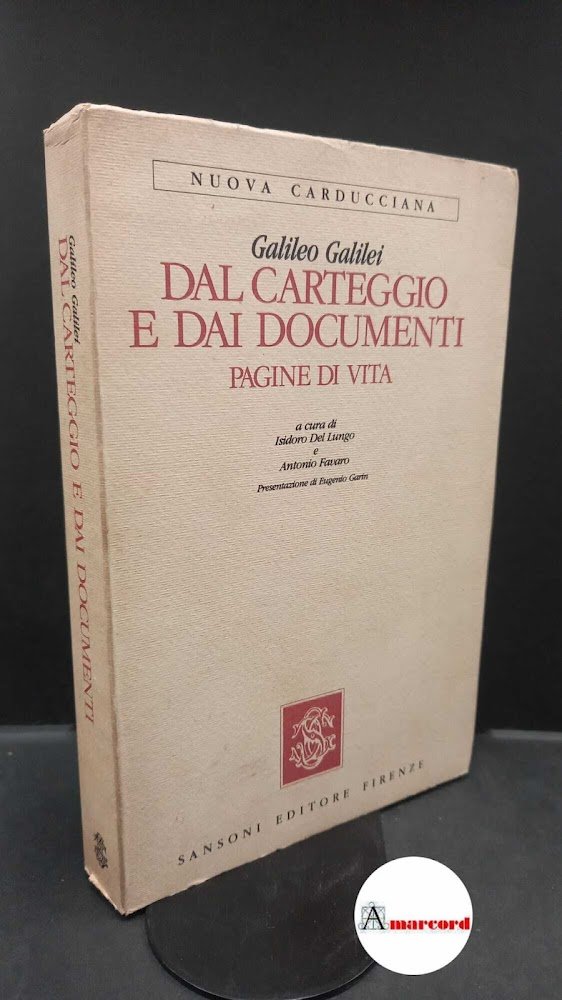 NUOVA CARDUCCIANA
Galileo Galilei
DAL CARTEGGIO
E DAI DOCUMENTI
PAGINE DI VITA
a cura di
Isidoro Del Lungo
e
Antonio Favaro
Presentazione di Eugenio Garin
SANSONI EDITORE FIRENZE
Galileo Galilei
DAL CARTEGGIO E DAI DOCUMENTI
Amarcord